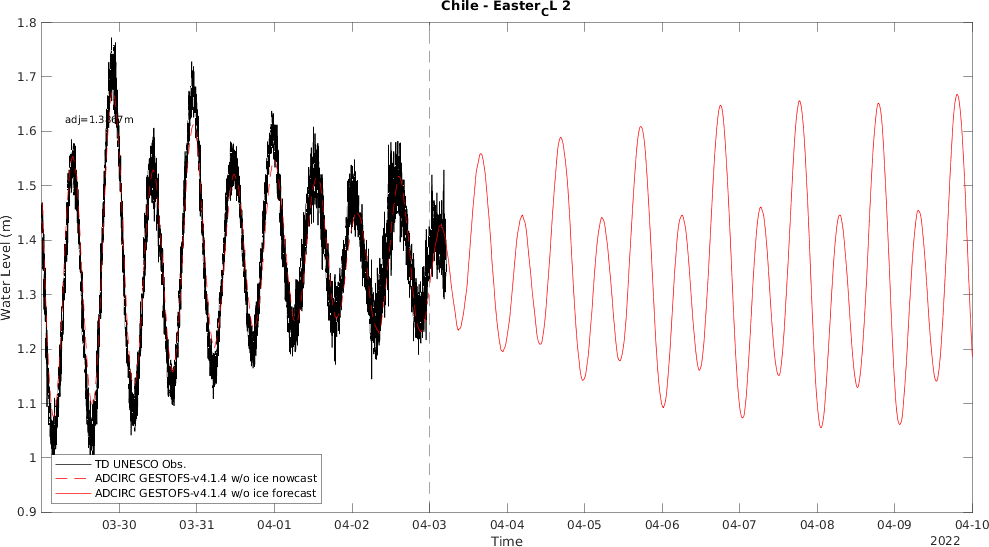 Chile - Easter_CL 2
1.8
1.7
1.6
1.5
1.4
1.3
1.2
1.1
1
0.9
Water Level (m)
adj=1.3367m
TD UNESCO Obs.
ADCIRC GESTOFS-v4.1.4 w/o ice nowcast
ADCIRC GESTOFS-v4.1.4 w/o ice forecast
03-30 03-31 04-01 04-02 04-03 04-04 04-05 04-06 04-07 04-08 04-09 04-10
Time
2022